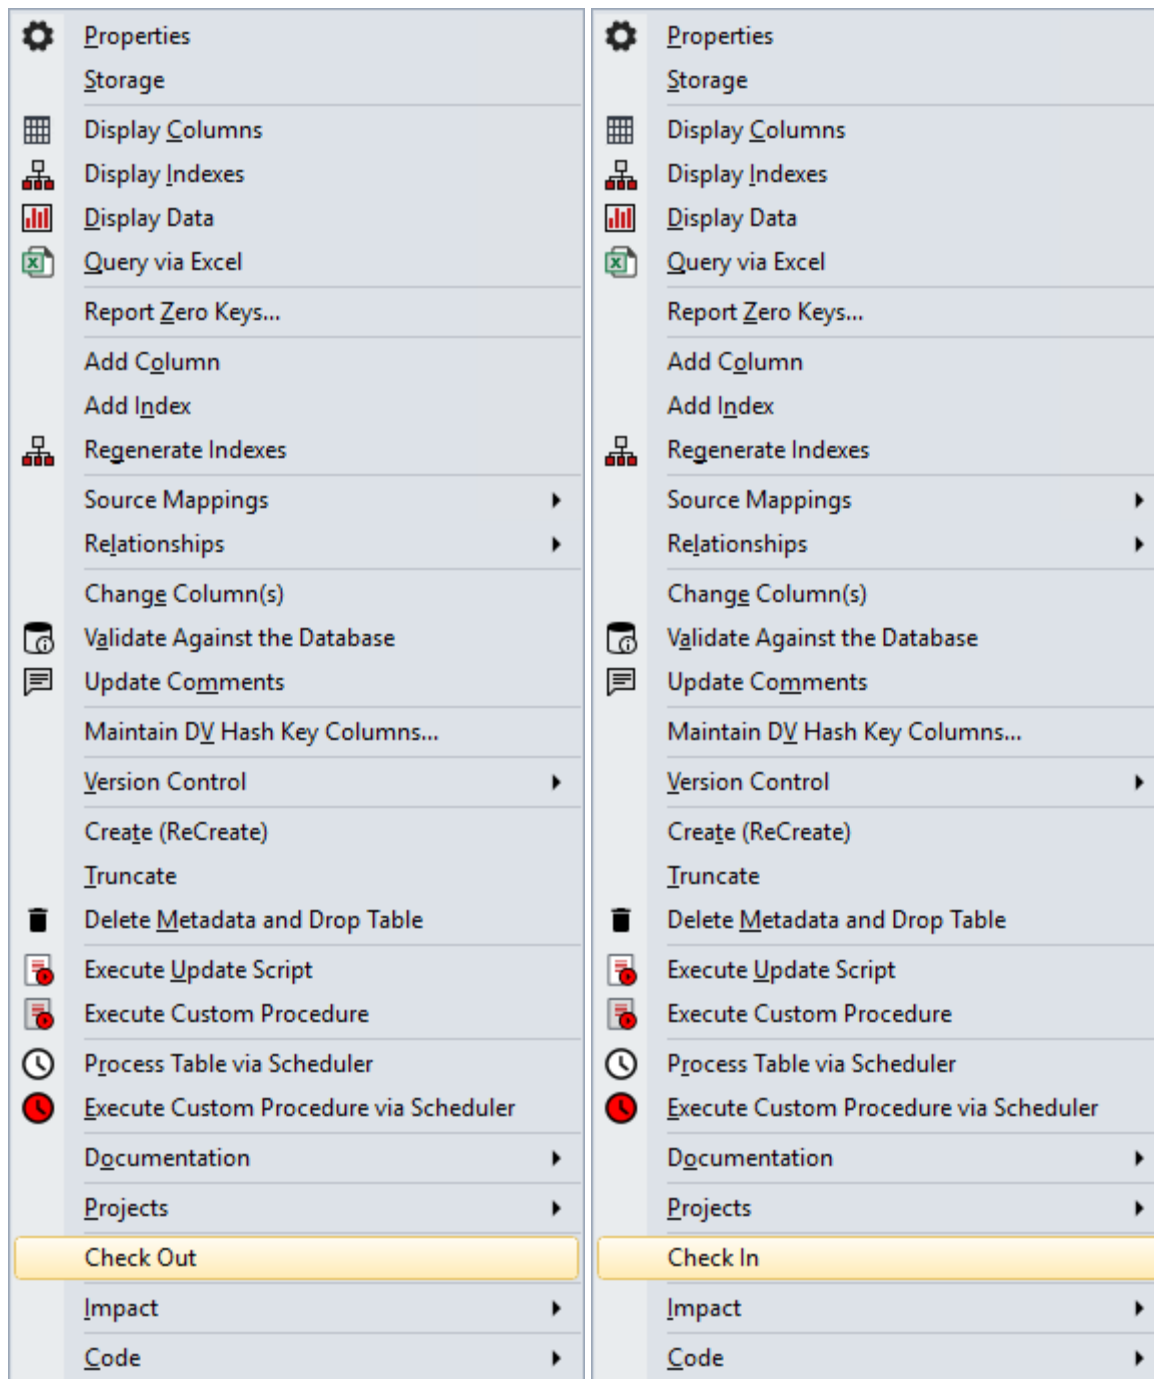 Properties
Storage
Display Columns
Display Indexes
Display Data
Query via Excel
Report Zero Keys...
Add Column
Add Index
Regenerate Indexes
Source Mappings
Relationships
Change Column(s)
Validate Against the Database
Update Comments
Maintain DV Hash Key Columns...
Version Control
Create (ReCreate)
Truncate
Delete Metadata and Drop Table
Execute Update Script
Execute Custom Procedure
Process Table via Scheduler
Execute Custom Procedure via Scheduler
Documentation
Projects
Check Out
Impact
Code
Properties
Storage
Display Columns
Display Indexes
Display Data
Query via Excel
Report Zero Keys...
Add Column
Add Index
Regenerate Indexes
Source Mappings
Relationships
Change Column(s)
Validate Against the Database
Update Comments
Maintain DV Hash Key Columns...
Version Control
Create (ReCreate)
Truncate
Delete Metadata and Drop Table
Execute Update Script
Execute Custom Procedure
Process Table via Scheduler
Execute Custom Procedure via Scheduler
Documentation
Projects
Check In
Impact
Code